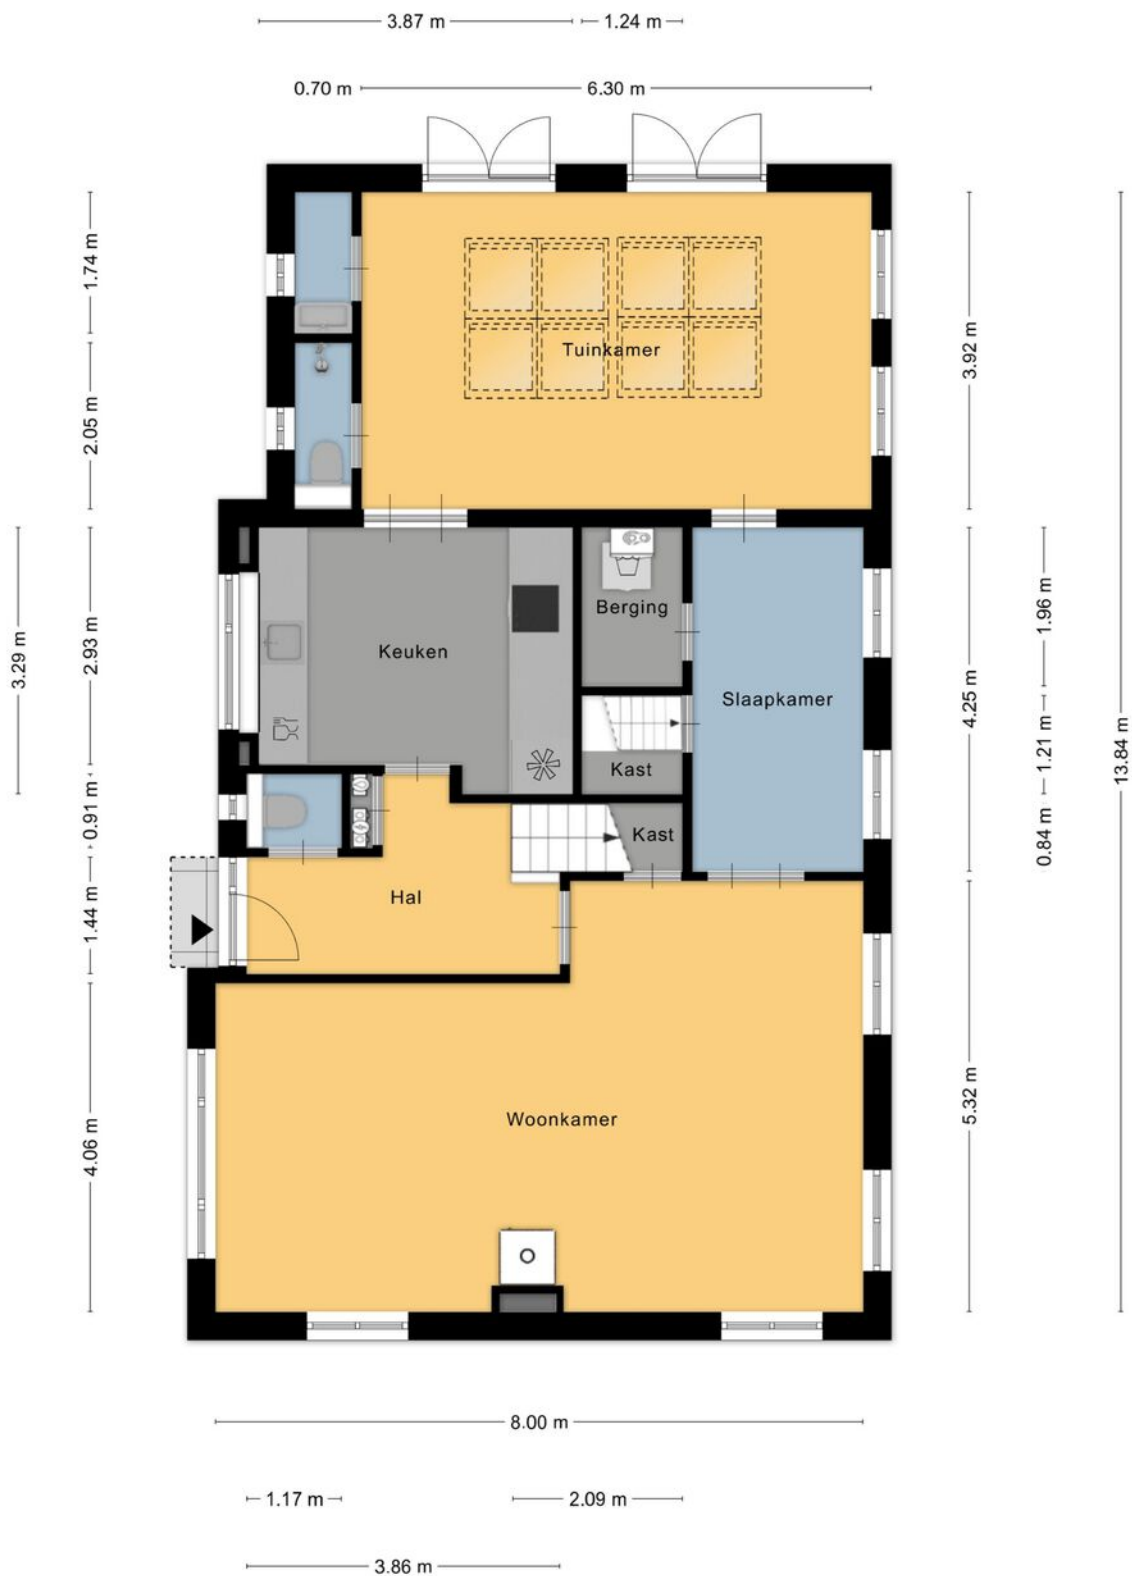 3.87 m
1.24 m
0.70 m
6.30 m
1.74 m
2.05 m
3.92 m
Tuinkamer
3.29 m
2.93 m
Keuken
Berging
Slaapkamer
1.96 m
4.25 m
1.21 m
13.84 m
Kast
0.91 m
0.84 m
Kast
Hal
1.44 m
5.32 m
4.06 m
Woonkamer
8.00 m
1.17 m
2.09 m
3.86 m